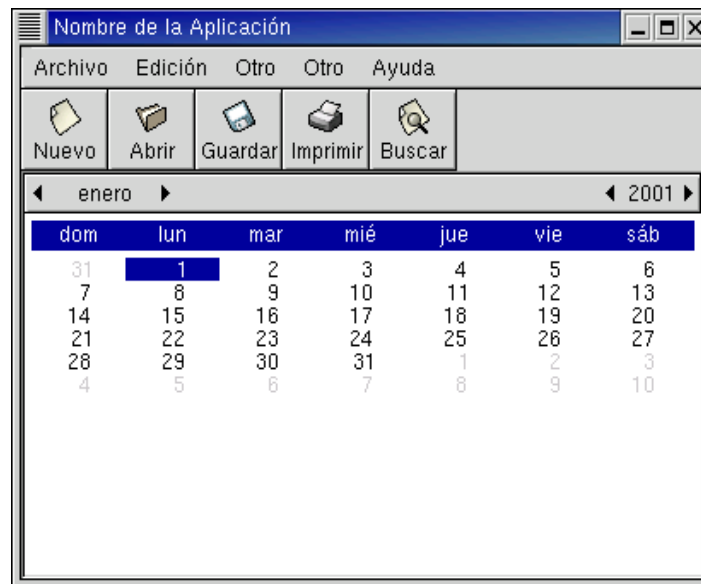 Nombre de la Aplicación
Archivo Edición Otro Otro Ayuda
Nuevo Abrir Guardar Imprimir Buscar
enero 2001
dom lun mar mié jue vie sáb
31 1 2 3 4 5 6
7 8 9 10 11 12 13
14 15 16 17 18 19 20
21 22 23 24 25 26 27
28 29 30 31 1 2 3
4 5 6 7 8 9 10